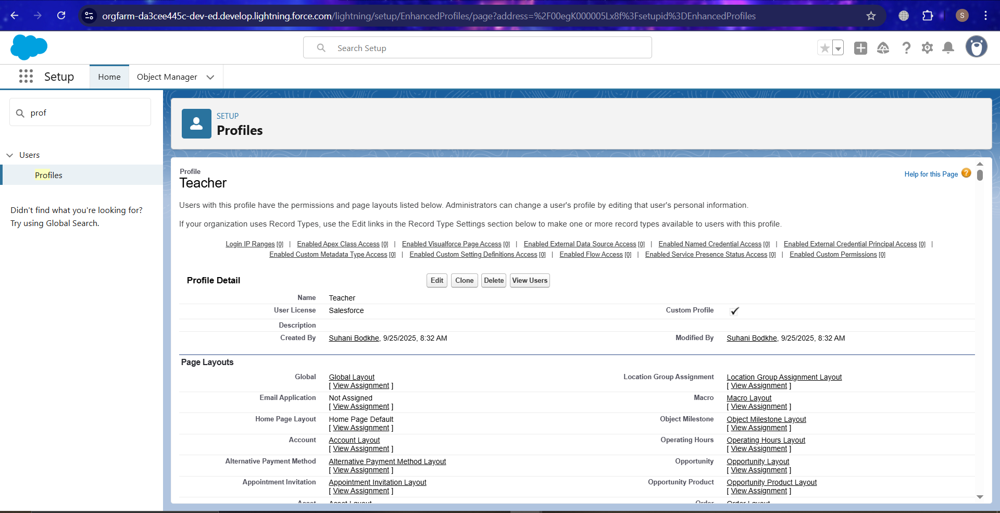 orgfarm-da3cee445c-dev-ed.develop.lightning.force.com/lightning/setup/EnhancedProfiles/page?address=%2F00egK000005Lx8f%3Fsetupid%3DEnhancedProfiles
S
Search Setup
Setup
Home
Object Manager
prof
Users
Profiles
Didn't find what you're looking for?
Try using Global Search.
SETUP
Profiles
Profile
Teacher
Help for this Page ?
Users with this profile have the permissions and page layouts listed below. Administrators can change a user's profile by editing that user's personal information.
If your organization uses Record Types, use the Edit links in the Record Type Settings section below to make one or more record types available to users with this profile.
Login IP Ranges [0] | Enabled Apex Class Access [0] | Enabled Visualforce Page Access [0] | Enabled External Data Source Access [0] | Enabled Named Credential Access [0] | Enabled External Credential Principal Access [0] |
Enabled Custom Metadata Type Access [0] | Enabled Custom Setting Definitions Access [0] | Enabled Flow Access [0] | Enabled Service Presence Status Access [0] | Enabled Custom Permissions [0]
Profile Detail Edit Clone Delete View Users
Name Teacher
User License Salesforce Custom Profile
Description
Created By Suhani Bodkhe, 9/25/2025, 8:32 AM Modified By Suhani Bodkhe, 9/25/2025, 8:32 AM
Page Layouts
Global Global Layout Location Group Assignment Location Group Assignment Layout
[ View Assignment ] [ View Assignment ]
Email Application Not Assigned Macro Macro Layout
[ View Assignment ] [ View Assignment ]
Home Page Layout Home Page Default Object Milestone Object Milestone Layout
[ View Assignment ] [ View Assignment ]
Account Account Layout Operating Hours Operating Hours Layout
[ View Assignment ] [ View Assignment ]
Alternative Payment Method Alternative Payment Method Layout Opportunity Opportunity Layout
[ View Assignment ] [ View Assignment ]
Appointment Invitation Appointment Invitation Layout Opportunity Product Opportunity Product Layout
[ View Assignment ] [ View Assignment ]
Asset Asset Layout Order Order Layout